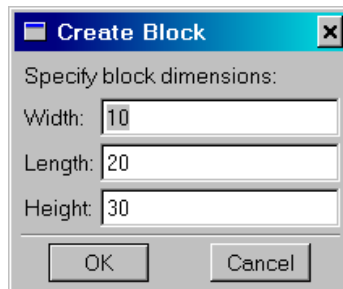 Create Block
Specify block dimensions:
Width: 10
Length: 20
Height: 30
OK Cancel